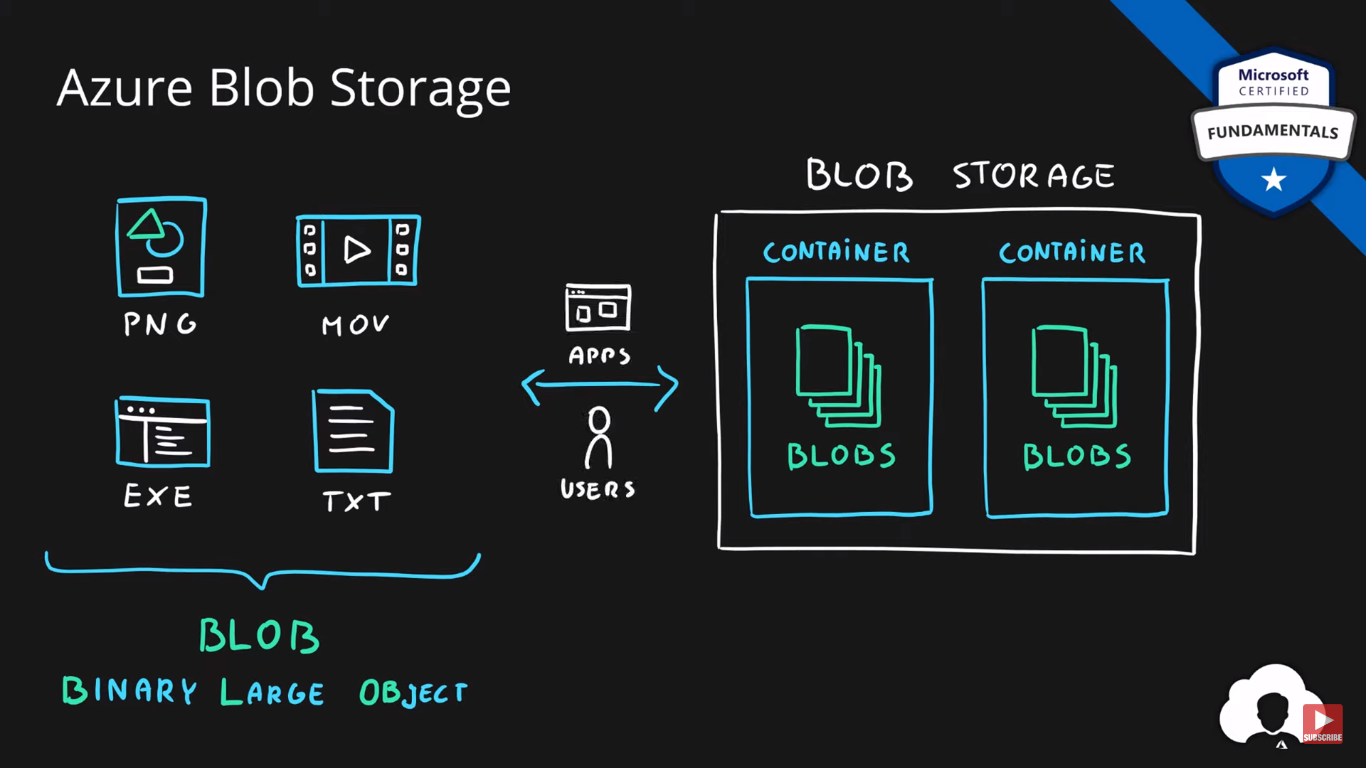 Azure Blob Storage
Microsoft
CERTIFIED
FUNDAMENTALS
BLOB STORAGE
CONTAINER
CONTAINER
PNG
MOV
APPS
EXE
TXT
USERS
BLOBS
BLOBS
BLOB
BINARY LARGE OBJECT
SUBSCRIBE